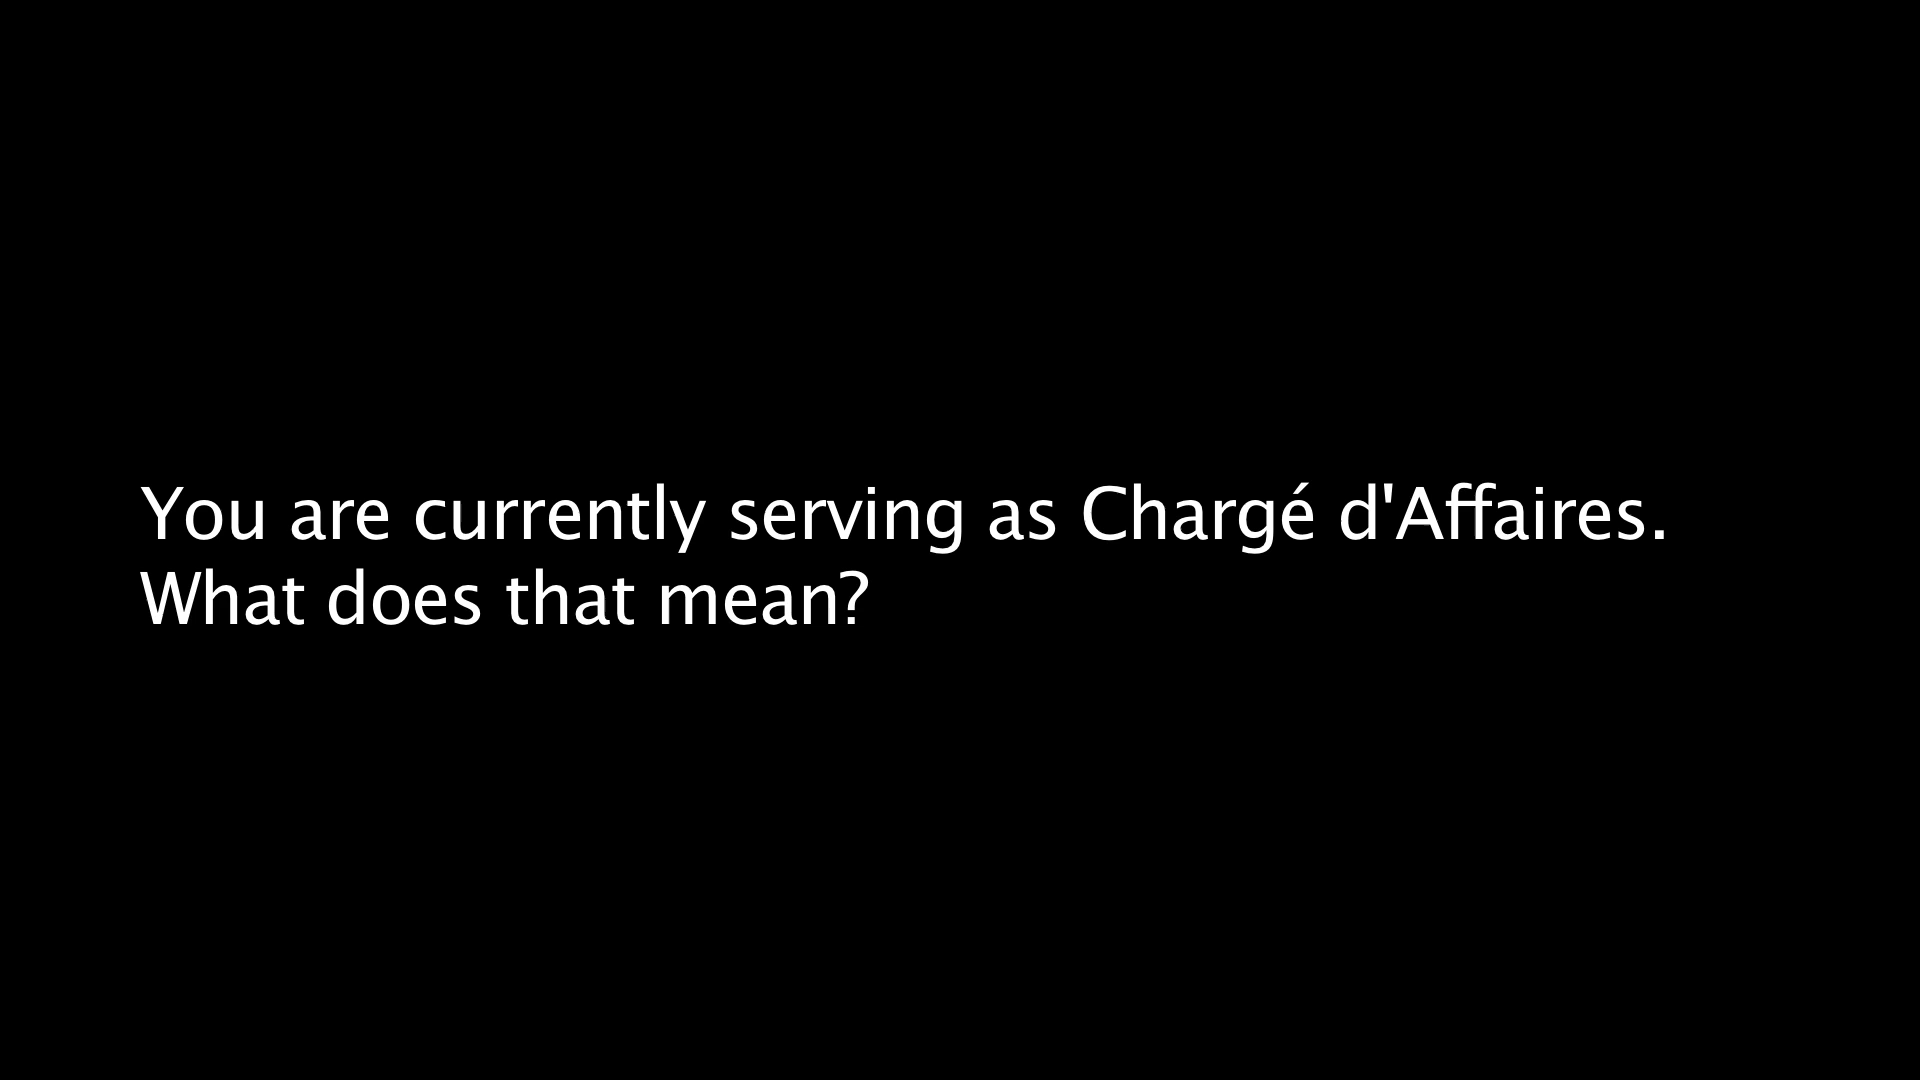 You are currently serving as Chargé d'Affaires.
What does that mean?